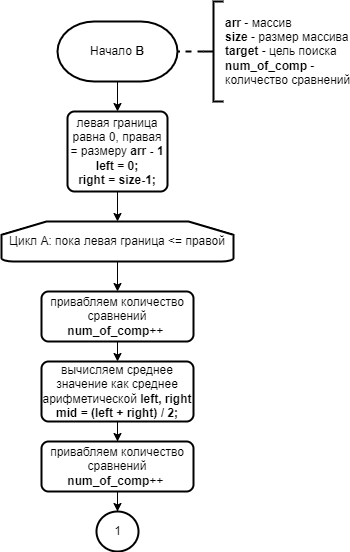 Начало B
arr - массив
size - размер массива
target - цель поиска
num_of_comp -
количество сравнений
левая граница
равна 0, правая
= размеру arr - 1
left = 0;
right = size-1;
Цикл А: пока левая граница <= правой
привабляем количество
сравнений
num_of_comp++
вычисляем среднее
значение как среднее
арифметической left, right
mid = (left + right) / 2;
привабляем количество
сравнений
num_of_comp++
1